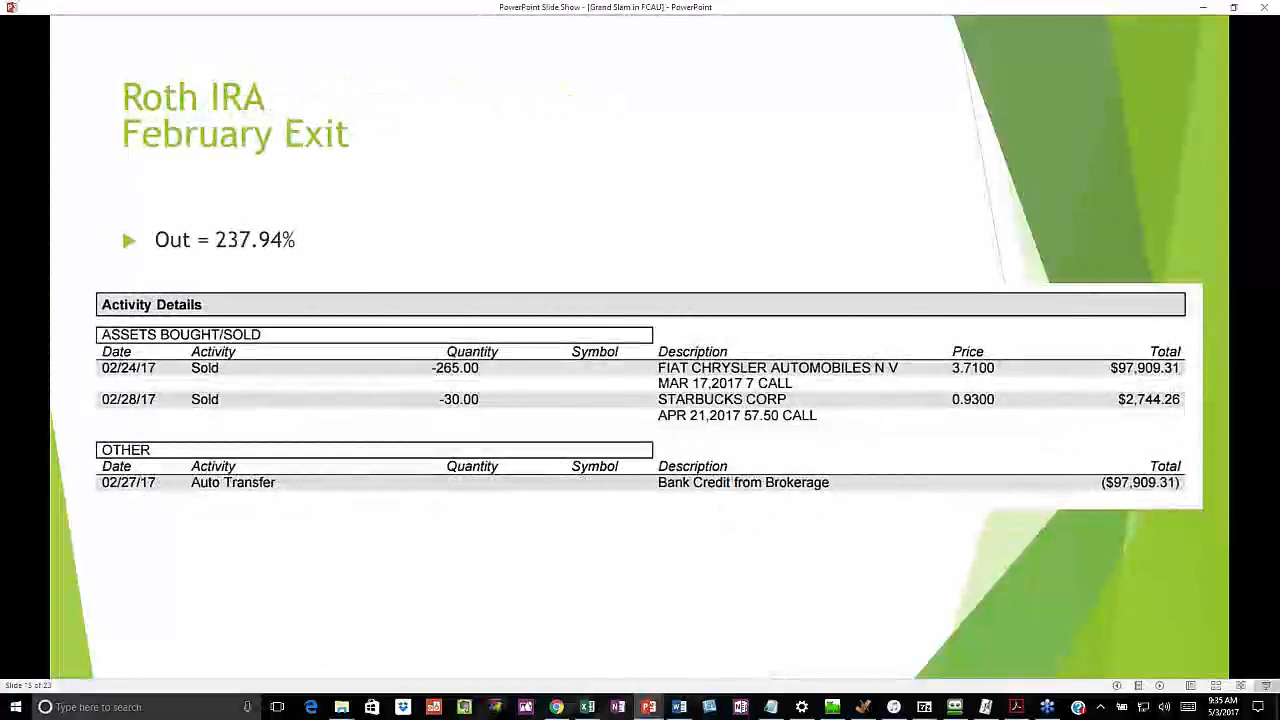 PowerPoint Slide Show - [Grand Slam in FCAU] - PowerPoint
Roth IRA
February Exit
Out = 237.94%
Activity Details
ASSETS BOUGHT/SOLD
Date Activity Quantity Symbol Description Price Total
02/24/17 Sold -265.00 FIAT CHRYSLER AUTOMOBILES N V 3.7100 $97,909.31
MAR 17,2017 7 CALL
02/28/17 Sold -30.00 STARBUCKS CORP 0.9300 $2,744.26
APR 21,2017 57.50 CALL
OTHER
Date Activity Quantity Symbol Description Total
02/27/17 Auto Transfer Bank Credit from Brokerage ($97,909.31)
Slide 15 of 23
Type here to search
9:35 AM
5/3/2017